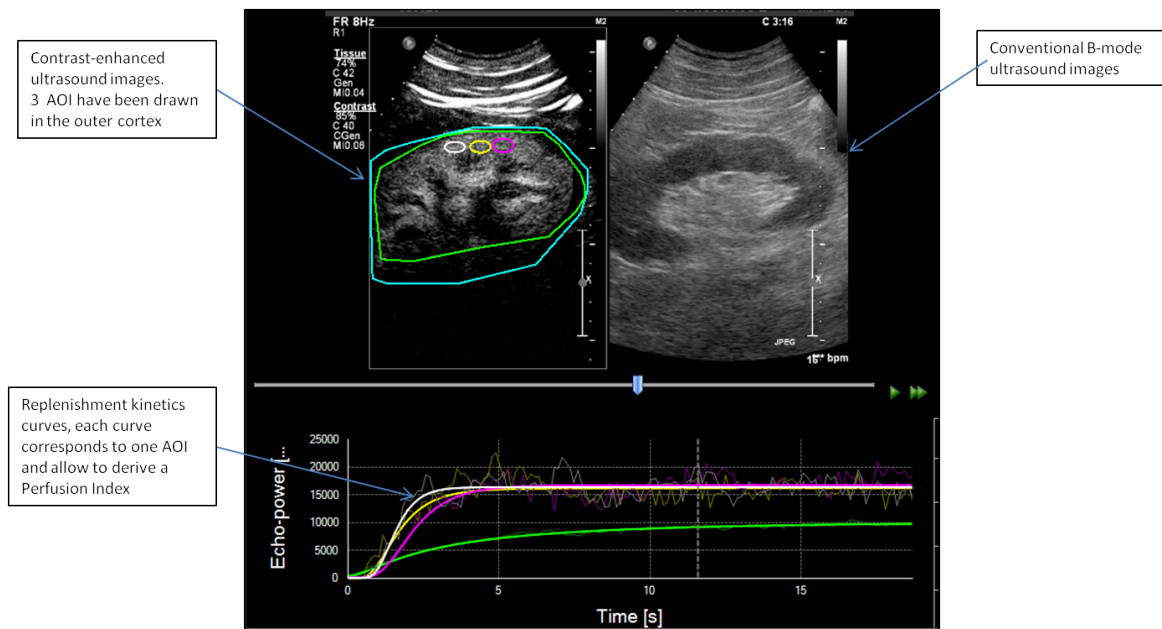 Contrast-enhanced
ultrasound images.
3 AOI have been drawn
in the outer cortex
FR 8Hz
R1
M2
C 3:16
M2
Tissue
74%
C 42
Gen
MI0.04
Contrast
85%
C 40
CGen
MI0.06
P
P
X
X
JPEG
bpm
Conventional B-mode
ultrasound images
Replenishment kinetics
curves, each curve
corresponds to one AOI
and allow to derive a
Perfusion Index
Echo-power [...
25000
20000
15000
10000
5000
0
0
5
10
15
Time [s]